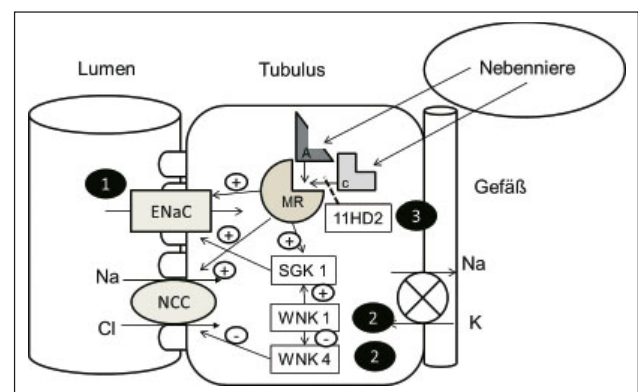 Lumen
Tubulus
Nebenniere
Gefäß
A
C
MR
1
+
ENaC
11HD2
3
+
+
Na
+
SGK 1
Na
NCC
+
WNK 1
2
Cl
K
-
-
WNK 4
2